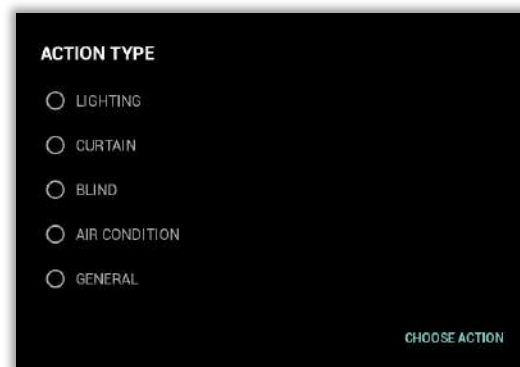 ACTION TYPE
LIGHTING
CURTAIN
BLIND
AIR CONDITION
GENERAL
CHOOSE ACTION